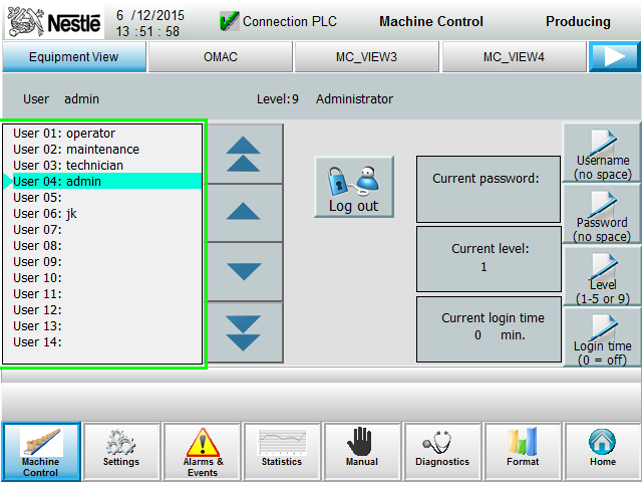 Nestlé
6 /12/2015
13 :51 : 58
Connection PLC
Machine Control
Producing
Equipment View
OMAC
MC_VIEW3
MC_VIEW4
User admin
Level:9 Administrator
User 01: operator
User 02: maintenance
User 03: technician
User 04: admin
User 05:
User 06: jk
User 07:
User 08:
User 09:
User 10:
User 11:
User 12:
User 13:
User 14:
Log out
Current password:
Current level:
1
Current login time
0 min.
Username
(no space)
Password
(no space)
Level
(1-5 or 9)
Login time
(0 = off)
Machine
Control
Settings
Alarms &
Events
Statistics
Manual
Diagnostics
Format
Home